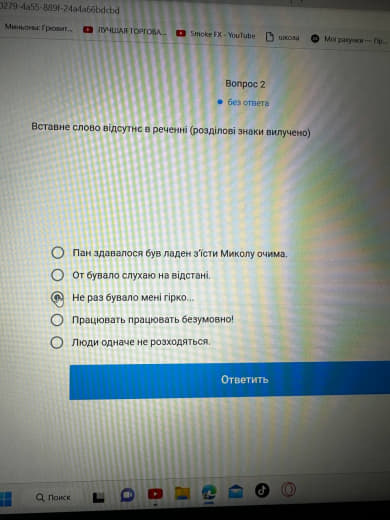 0279-4a55-889f-24a4a66bdcbd
Миньоны: Грювит...
ЛУЧШАЯ ТОРГОВА...
Smoke FX - YouTube
школа
Мої рахунки — Гір...
Вопрос 2
без ответа
Вставне слово відсутнє в реченні (розділові знаки вилучено)
Пан здавалося був ладен з'їсти Миколу очима.
От бувало слухаю на відстані.
Не раз бувало мені гірко...
Працювать працювать безумовно!
Люди одначе не розходяться.
Ответить
Поиск